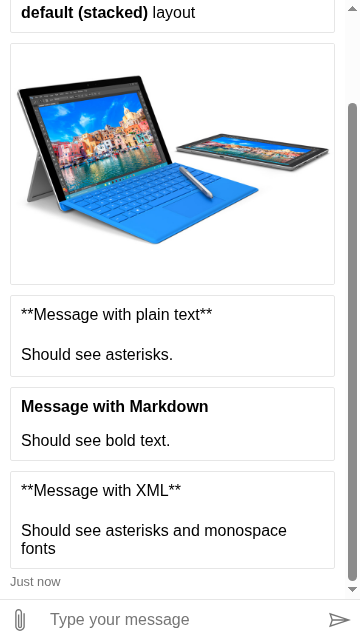 default (stacked) layout
**Message with plain text**
Should see asterisks.
Message with Markdown
Should see bold text.
**Message with XML**
Should see asterisks and monospace
fonts
Just now
Type your message